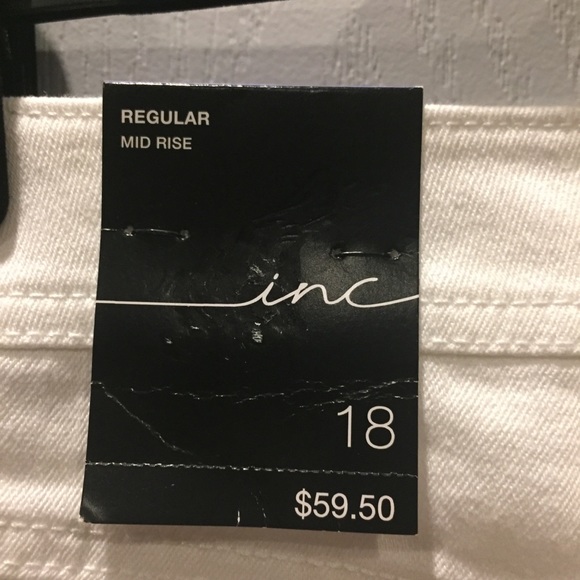 REGULAR
MID RISE
inc
18
$59.50